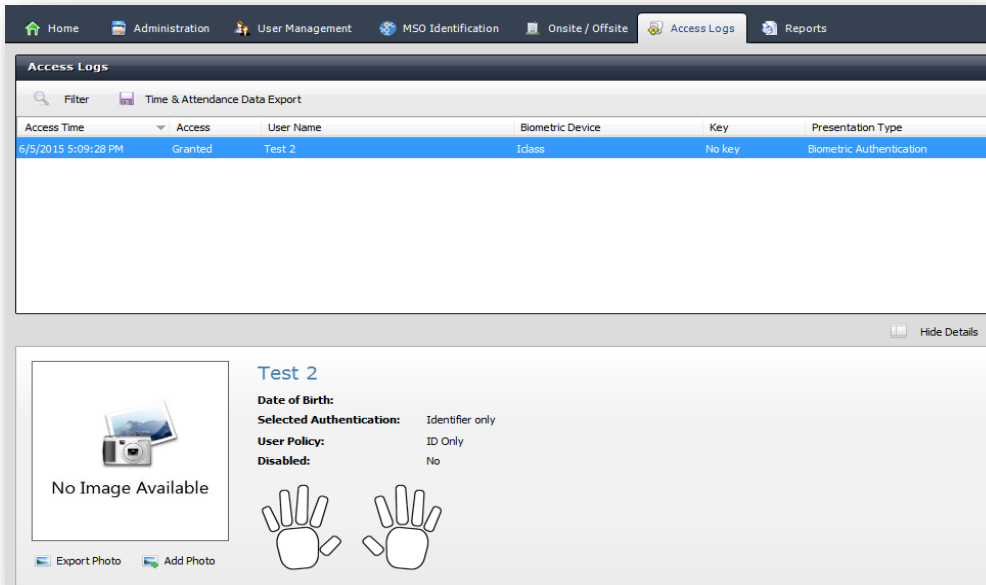 Home Administration User Management MSO Identification Onsite / Offsite Access Logs Reports
Access Logs
Filter Time & Attendance Data Export
Access Time Access User Name Biometric Device Key Presentation Type
6/5/2015 5:09:28 PM Granted Test 2 Iclass No key Biometric Authentication
Hide Details
Test 2
Date of Birth:
Selected Authentication: Identifier only
User Policy: ID Only
Disabled: No
No Image Available
Export Photo Add Photo